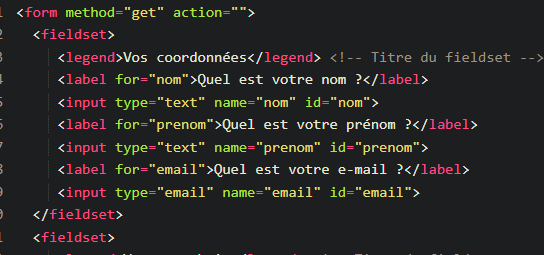 <form method="get" action="">
<fieldset>
<legend>Vos coordonnées</legend> <!-- Titre du fieldset -->
<label for="nom">Quel est votre nom ?</label>
<input type="text" name="nom" id="nom">
<label for="prenom">Quel est votre prénom ?</label>
<input type="text" name="prenom" id="prenom">
<label for="email">Quel est votre e-mail ?</label>
<input type="email" name="email" id="email">
</fieldset>
<fieldset>